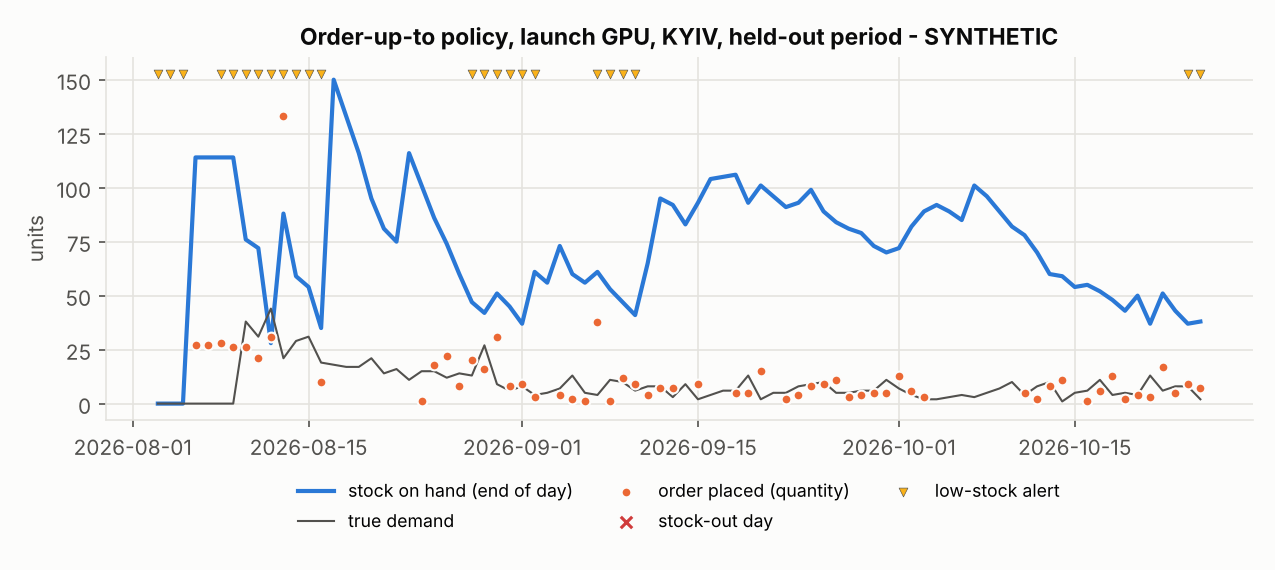 Order-up-to policy, launch GPU, KYIV, held-out period - SYNTHETIC
150
125
100
75
50
25
0
units
2026-08-01 2026-08-15 2026-09-01 2026-09-15 2026-10-01 2026-10-15
stock on hand (end of day) order placed (quantity) low-stock alert
true demand stock-out day